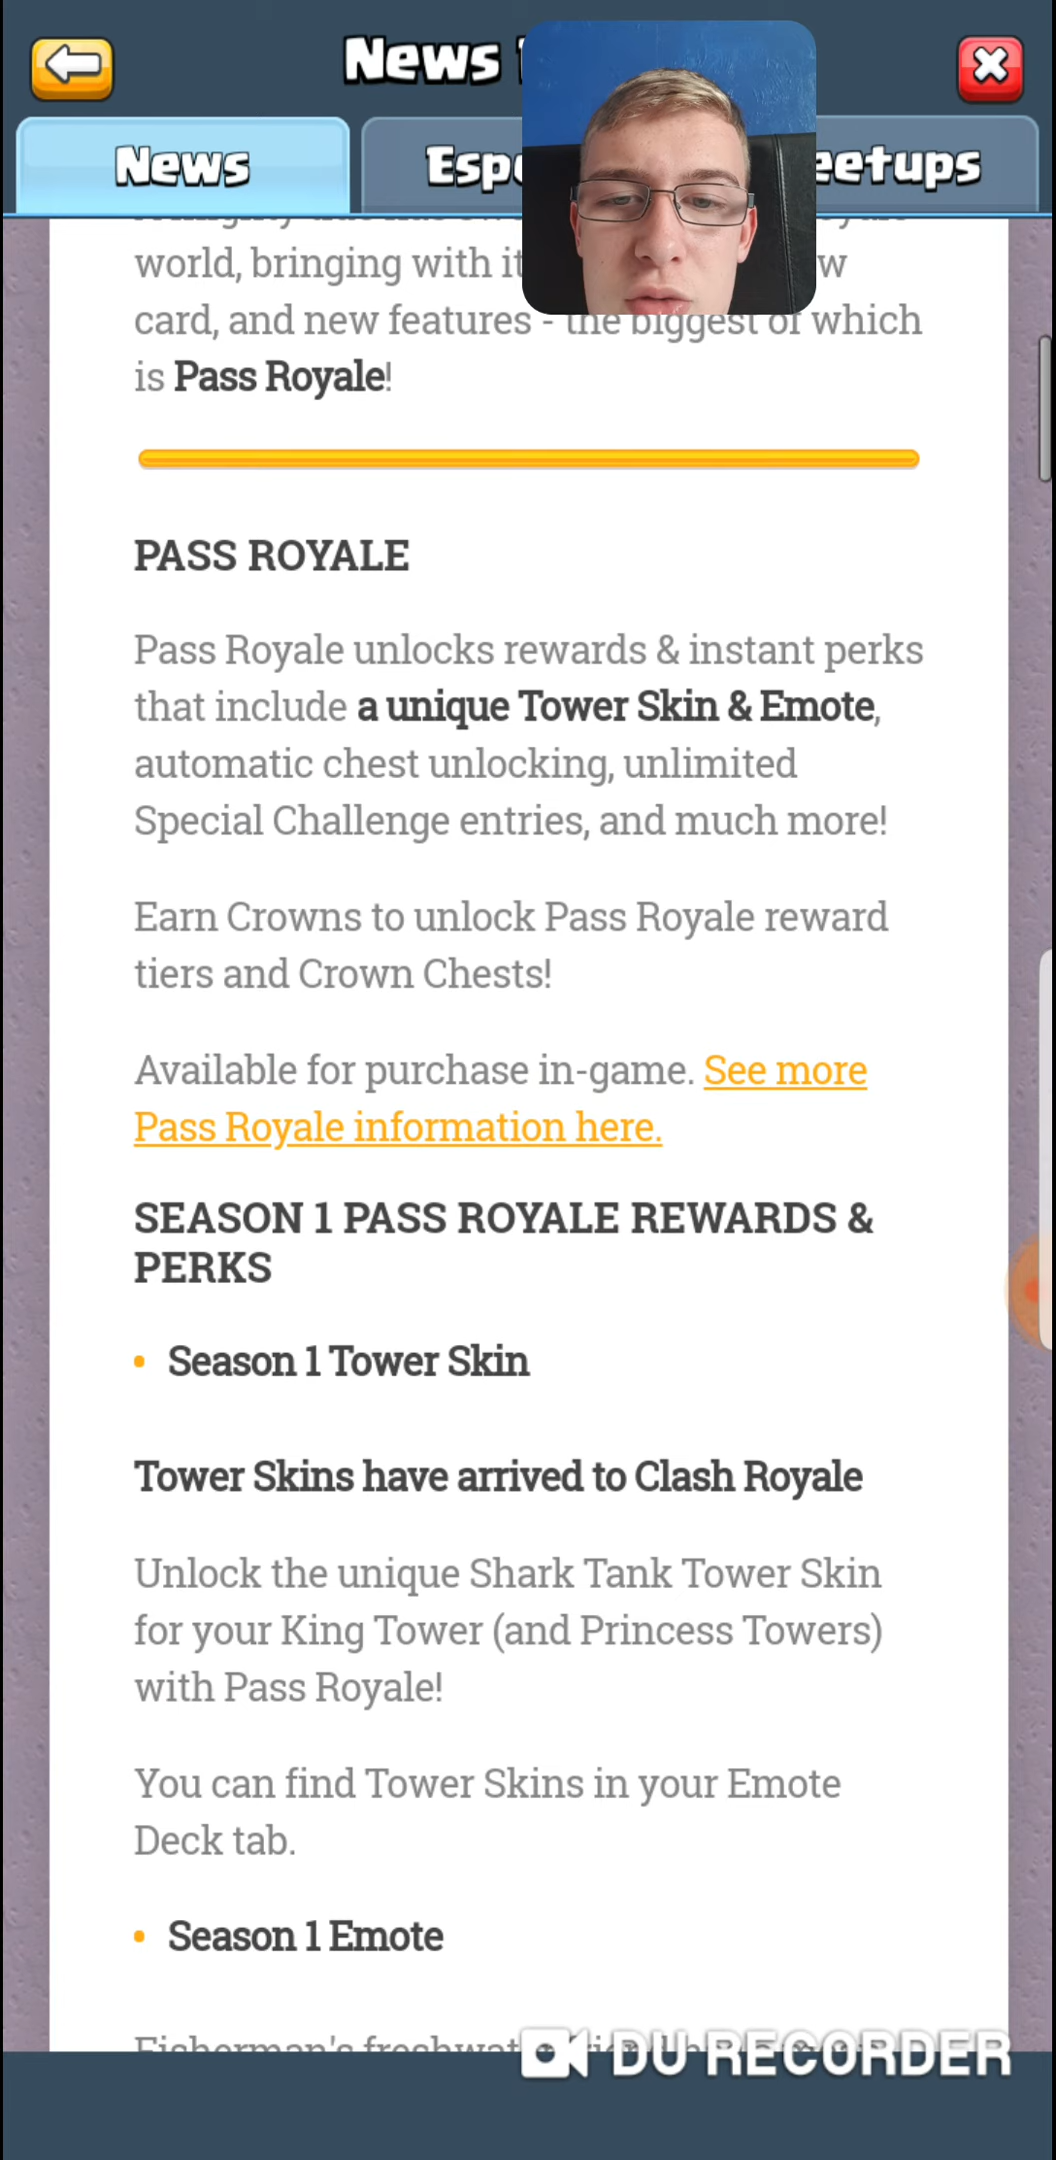 News
News
Esp
eetups
world, bringing with it
w
card, and new features - the biggest of which
is Pass Royale!
PASS ROYALE
Pass Royale unlocks rewards & instant perks
that include a unique Tower Skin & Emote,
automatic chest unlocking, unlimited
Special Challenge entries, and much more!
Earn Crowns to unlock Pass Royale reward
tiers and Crown Chests!
Available for purchase in-game. See more
Pass Royale information here.
SEASON 1 PASS ROYALE REWARDS &
PERKS
• Season 1 Tower Skin
Tower Skins have arrived to Clash Royale
Unlock the unique Shark Tank Tower Skin
for your King Tower (and Princess Towers)
with Pass Royale!
You can find Tower Skins in your Emote
Deck tab.
• Season 1 Emote
Fisherman's
DU RECORDER